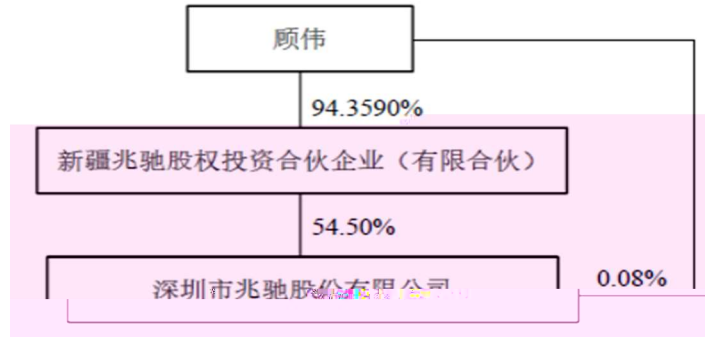 顾伟
94.3590%
新疆兆驰股权投资合伙企业（有限合伙）
54.50%
深圳市兆驰股份有限公司
0.08%